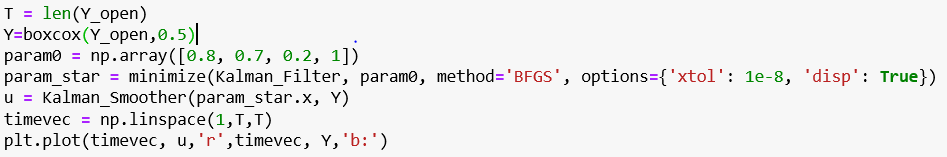 T = len(Y_open)
Y=boxcox(Y_open,0.5)
param0 = np.array([0.8, 0.7, 0.2, 1])
param_star = minimize(Kalman_Filter, param0, method='BFGS', options={'xtol': 1e-8, 'disp': True})
u = Kalman_Smoother(param_star.x, Y)
timevec = np.linspace(1,T,T)
plt.plot(timevec, u,'r',timevec, Y,'b:')